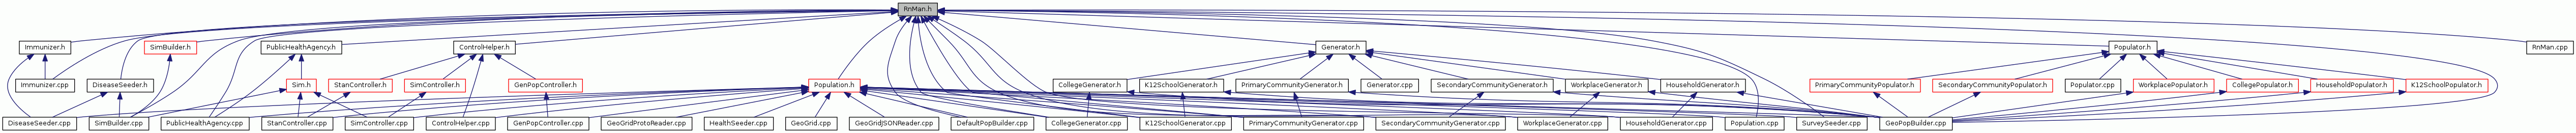 RnMan.h
Immunizer.h
SimBuilder.h
PublicHealthAgency.h
ControlHelper.h
Generator.h
Populator.h
RnMan.cpp
Immunizer.cpp
DiseaseSeeder.h
Sim.h
StanController.h
SimController.h
GenPopController.h
Population.h
CollegeGenerator.h
K12SchoolGenerator.h
PrimaryCommunityGenerator.h
Generator.cpp
SecondaryCommunityGenerator.h
WorkplaceGenerator.h
HouseholdGenerator.h
PrimaryCommunityPopulator.h
SecondaryCommunityPopulator.h
Populator.cpp
WorkplacePopulator.h
CollegePopulator.h
HouseholdPopulator.h
K12SchoolPopulator.h
DiseaseSeeder.cpp
SimBuilder.cpp
PublicHealthAgency.cpp
StanController.cpp
SimController.cpp
ControlHelper.cpp
GenPopController.cpp
GeoGridProtoReader.cpp
HealthSeeder.cpp
GeoGrid.cpp
GeoGridJSONReader.cpp
DefaultPopBuilder.cpp
CollegeGenerator.cpp
K12SchoolGenerator.cpp
PrimaryCommunityGenerator.cpp
SecondaryCommunityGenerator.cpp
WorkplaceGenerator.cpp
HouseholdGenerator.cpp
Population.cpp
SurveySeeder.cpp
GeoPopBuilder.cpp